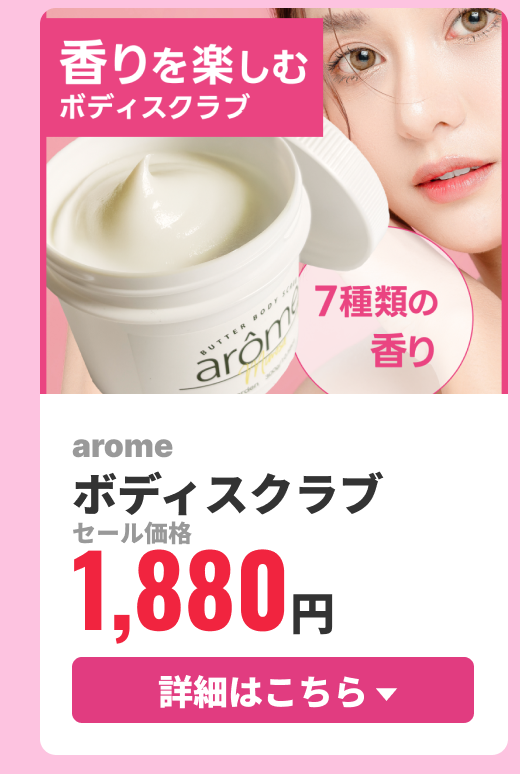 香りを楽しむ
ボディスクラブ
BUTTER BODY
arôme
7種類の
香り
arome
ボディスクラブ
セール価格
1,880円
詳細はこちら